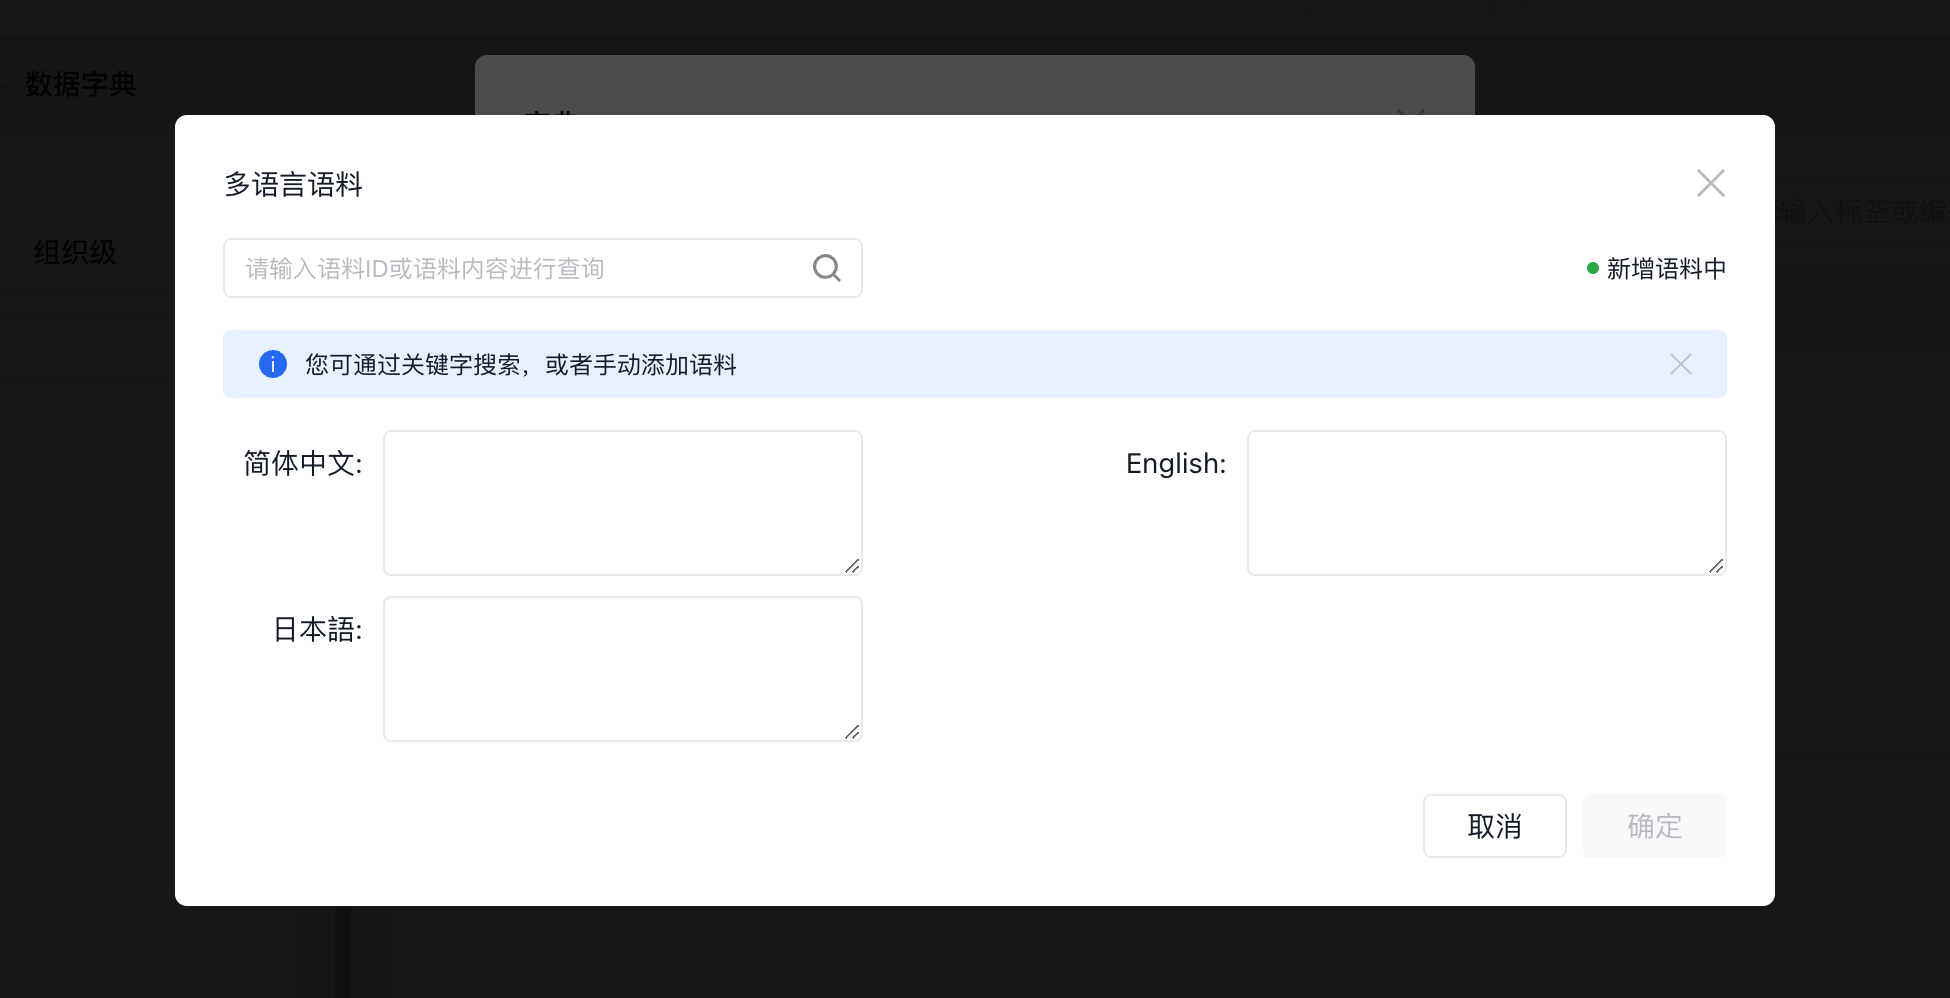 数据字典
多语言语料
组织级
输入标签或编
请输入语料ID或语料内容进行查询
新增语料中
您可通过关键字搜索，或者手动添加语料
简体中文:
English:
日本語:
取消
确定